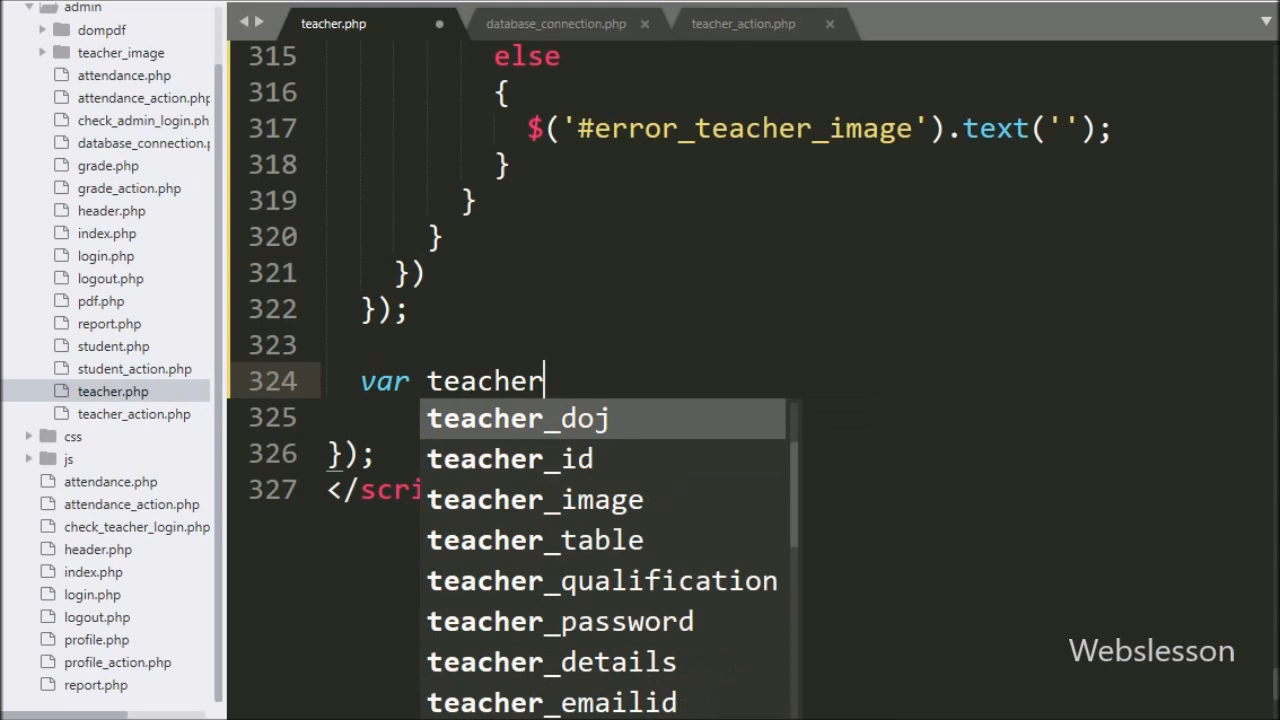 admin
dompdf
teacher_image
attendance.php
attendance_action.php
check_admin_login.ph
database_connection.p
grade.php
grade_action.php
header.php
index.php
login.php
logout.php
pdf.php
report.php
student.php
student_action.php
teacher.php
teacher_action.php
css
js
attendance.php
attendance_action.php
check_teacher_login.php
header.php
index.php
login.php
logout.php
profile.php
profile_action.php
report.php
teacher.php
database_connection.php ×
teacher_action.php ×
315 else
316 {
317 $('#error_teacher_image').text('');
318 }
319 }
320 }
321 })
322 });
323
324 var teacher
325
326 });
327 </scri
teacher_doj
teacher_id
teacher_image
teacher_table
teacher_qualification
teacher_password
teacher_details
teacher_emailid
Webslesson